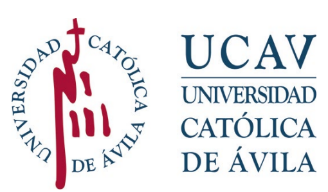 UNIVERSIDAD CATÓLICA DE ÁVILA
UCAV
UNIVERSIDAD
CATÓLICA
DE ÁVILA